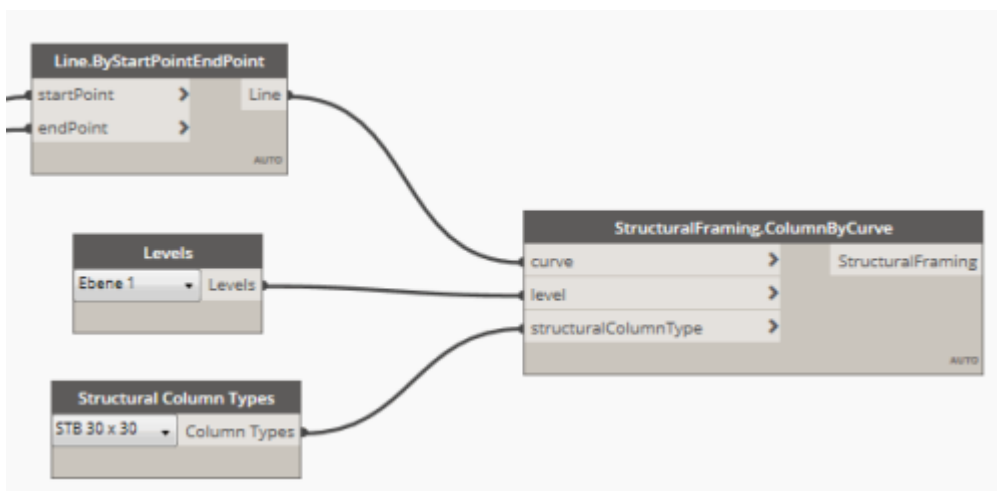 Line.ByStartPointEndPoint
startPoint > Line
endPoint >
AUTO
Levels
Ebene 1 Levels
Structural Column Types
STB 30 x 30 Column Types
StructuralFraming.ColumnByCurve
curve > StructuralFraming
level >
structuralColumnType >
AUTO